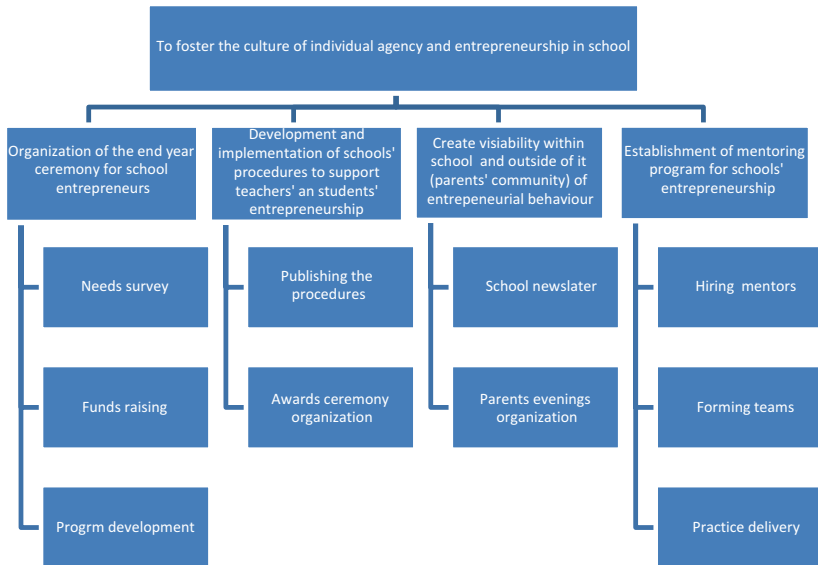 To foster the culture of individual agency and entrepreneurship in school
Organization of the end year
ceremony for school
entrepreneurs
Development and
implementation of schools'
procedures to support
teachers' an students'
entrepreneurship
Create visiability within
school and outside of it
(parents' community) of
entrepeneurial behaviour
Establishment of mentoring
program for schools'
entrepreneurship
Needs survey
Publishing the
procedures
School newslater
Hiring mentors
Funds raising
Awards ceremony
organization
Parents evenings
organization
Forming teams
Progrm development
Practice delivery